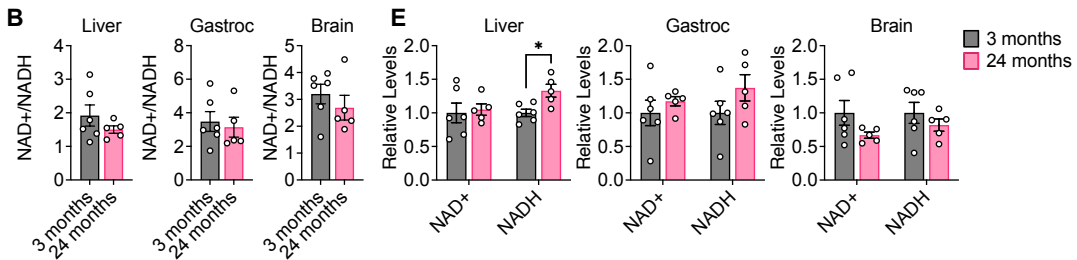 B
Liver
Gastroc
Brain
NAD+/NADH
4
3
2
1
0
3 months
24 months
NAD+/NADH
8
6
4
2
0
3 months
24 months
NAD+/NADH
5
4
3
2
1
0
3 months
24 months
E
Liver
Gastroc
Brain
Relative Levels
2.0
1.5
1.0
0.5
0.0
*
NAD+
NADH
Relative Levels
2.0
1.5
1.0
0.5
0.0
NAD+
NADH
Relative Levels
2.0
1.5
1.0
0.5
0.0
NAD+
NADH
3 months
24 months